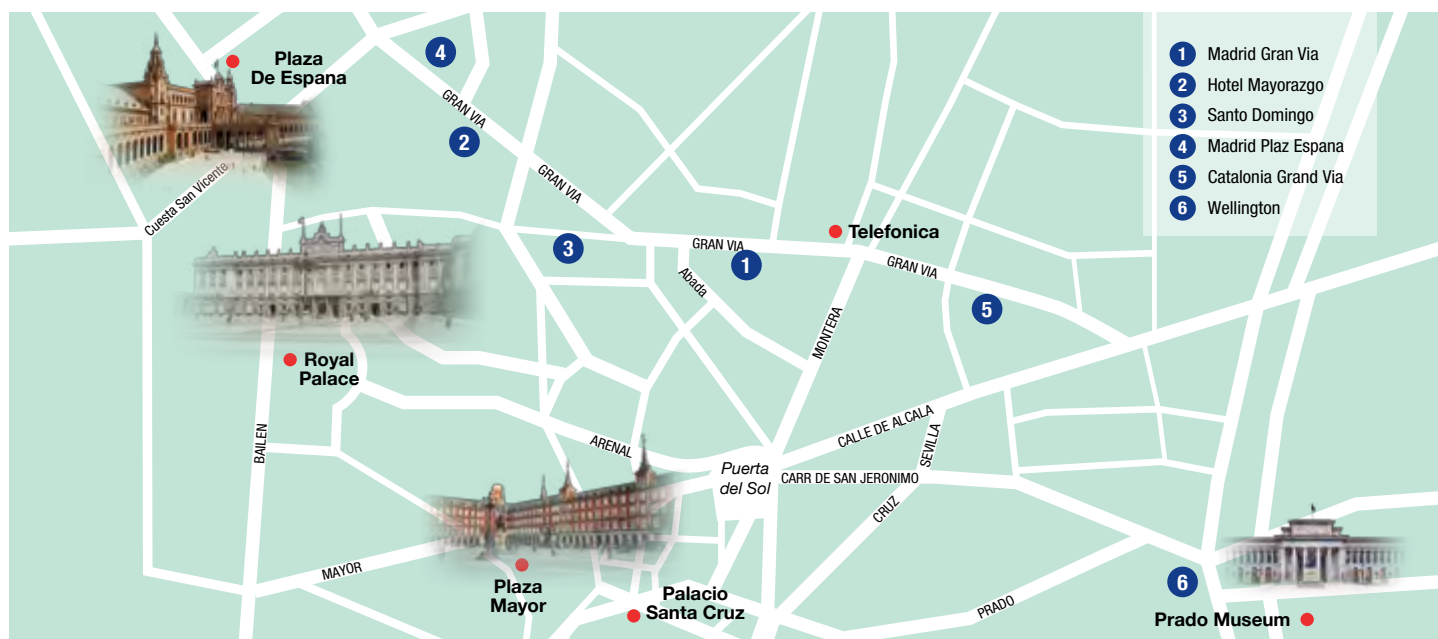 Plaza
De Espana
4
GRAN VIA
2
GRAN VIA
Cuesta San Vicente
3
GRAN VIA
1
Abada
Telefonica
GRAN VIA
5
MONTERA
Royal
Palace
BAILEN
ARENAL
Puerta
del Sol
CALLE DE ALCALA
SEVILLA
CARR DE SAN JERONIMO
CRUZ
MAYOR
Plaza
Mayor
Palacio
Santa Cruz
PRADO
6
Prado Museum
1 Madrid Gran Via
2 Hotel Mayorazgo
3 Santo Domingo
4 Madrid Plaz Espana
5 Catalonia Grand Via
6 Wellington